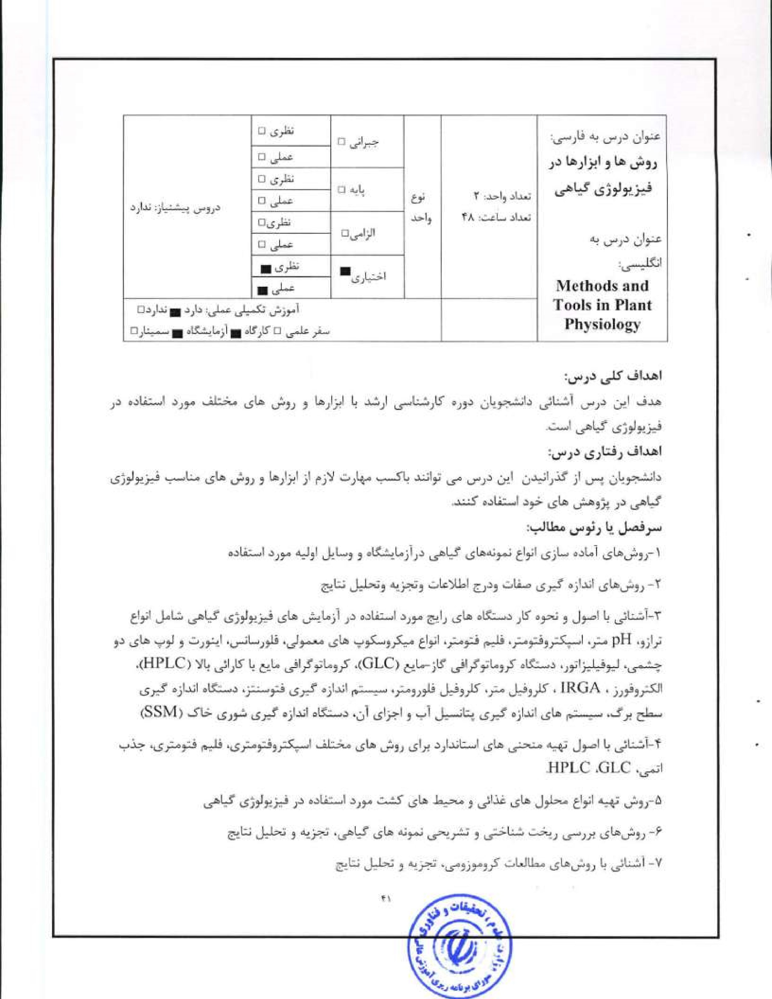 عنوان درس به فارسی:
روش ها و ابزارها در
فیزیولوژی گیاهی
عنوان درس به
انگلیسی:
Methods and
Tools in Plant
Physiology
تعداد واحد: ۲
تعداد ساعت: ۴۸
نوع
واحد
جبرانی □
نظری □
عملی □
پایه □
نظری □
عملی □
الزامی□
نظری□
عملی □
اختیاری■
نظری ■
عملی ■
دروس پیشنیاز: ندارد
آموزش تکمیلی عملی: دارد ■ ندارد□
سفر علمی □ کارگاه ■ آزمایشگاه ■ سمینار□
اهداف کلی درس:
هدف این درس آشنائی دانشجویان دوره کارشناسی ارشد با ابزارها و روش های مختلف مورد استفاده در
فیزیولوژی گیاهی است.
اهداف رفتاری درس:
دانشجویان پس از گذرانیدن این درس می توانند باکسب مهارت لازم از ابزارها و روش های مناسب فیزیولوژی
گیاهی در پژوهش های خود استفاده کنند.
سرفصل یا رئوس مطالب:
۱-روش‌های آماده سازی انواع نمونه‌های گیاهی درآزمایشگاه و وسایل اولیه مورد استفاده
۲- روش‌های اندازه گیری صفات ودرج اطلاعات وتجزیه وتحلیل نتایج
۳-آشنائی با اصول و نحوه کار دستگاه های رایج مورد استفاده در آزمایش های فیزیولوژی گیاهی شامل انواع
ترازو، pH متر، اسپکتروفتومتر، فلیم فتومتر، انواع میکروسکوپ های معمولی، فلورسانس، اینورت و لوپ های دو
چشمی، لیوفیلیزاتور، دستگاه کروماتوگرافی گاز-مایع (GLC)، کروماتوگرافی مایع با کارائی بالا (HPLC)،
الکتروفورز ، IRGA ، کلروفیل متر، کلروفیل فلورومتر، سیستم اندازه گیری فتوسنتز، دستگاه اندازه گیری
سطح برگ، سیستم های اندازه گیری پتانسیل آب و اجزای آن، دستگاه اندازه گیری شوری خاک (SSM)
۴-آشنائی با اصول تهیه منحنی های استاندارد برای روش های مختلف اسپکتروفتومتری، فلیم فتومتری، جذب
اتمی، HPLC ،GLC.
۵-روش تهیه انواع محلول های غذائی و محیط های کشت مورد استفاده در فیزیولوژی گیاهی
۶- روش‌های بررسی ریخت شناختی و تشریحی نمونه های گیاهی، تجزیه و تحلیل نتایج
۷- آشنائی با روش‌های مطالعات کروموزومی، تجزیه و تحلیل نتایج
۴۱
وزارت علوم، تحقیقات و فناوری
شورای برنامه ریزی آموزش عالی